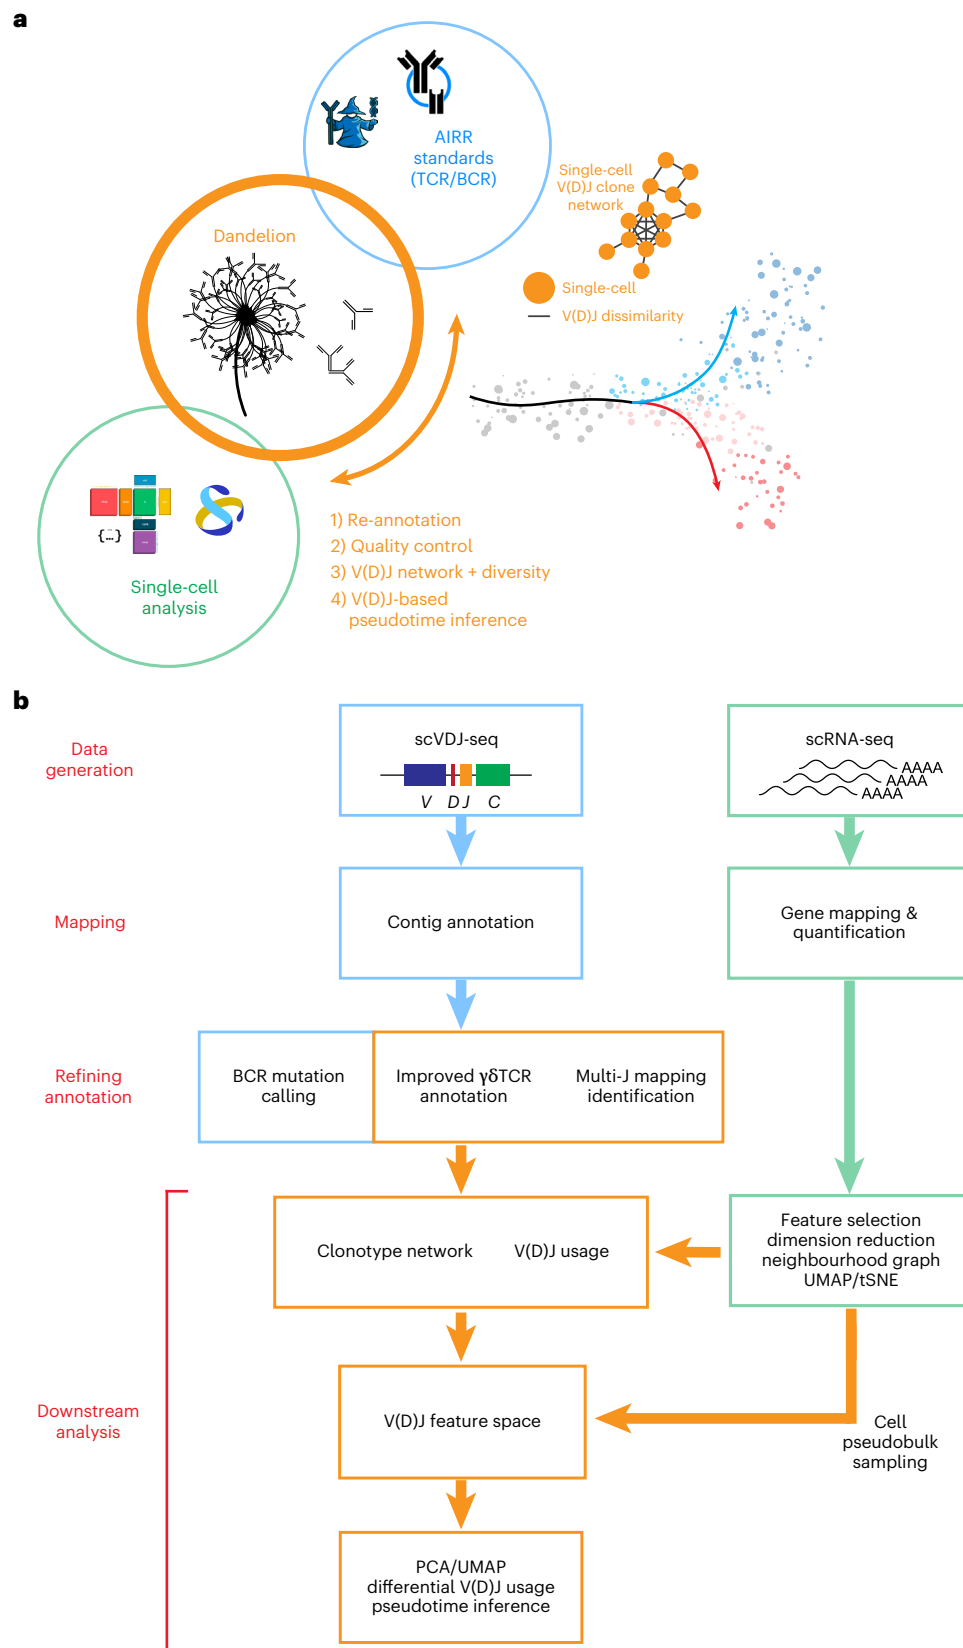 a
AIRR
standards
(TCR/BCR)
Single-cell
V(D)J clone
network
Dandelion
Single-cell
V(D)J dissimilarity
{...}
Single-cell
analysis
1) Re-annotation
2) Quality control
3) V(D)J network + diversity
4) V(D)J-based
pseudotime inference
b
Data
generation
scVDJ-seq
V D J C
scRNA-seq
AAAA
AAAA
AAAA
Mapping
Contig annotation
Gene mapping &
quantification
Refining
annotation
BCR mutation
calling
Improved γδTCR
annotation
Multi-J mapping
identification
Clonotype network
V(D)J usage
Feature selection
dimension reduction
neighbourhood graph
UMAP/tSNE
Downstream
analysis
V(D)J feature space
Cell
pseudobulk
sampling
PCA/UMAP
differential V(D)J usage
pseudotime inference